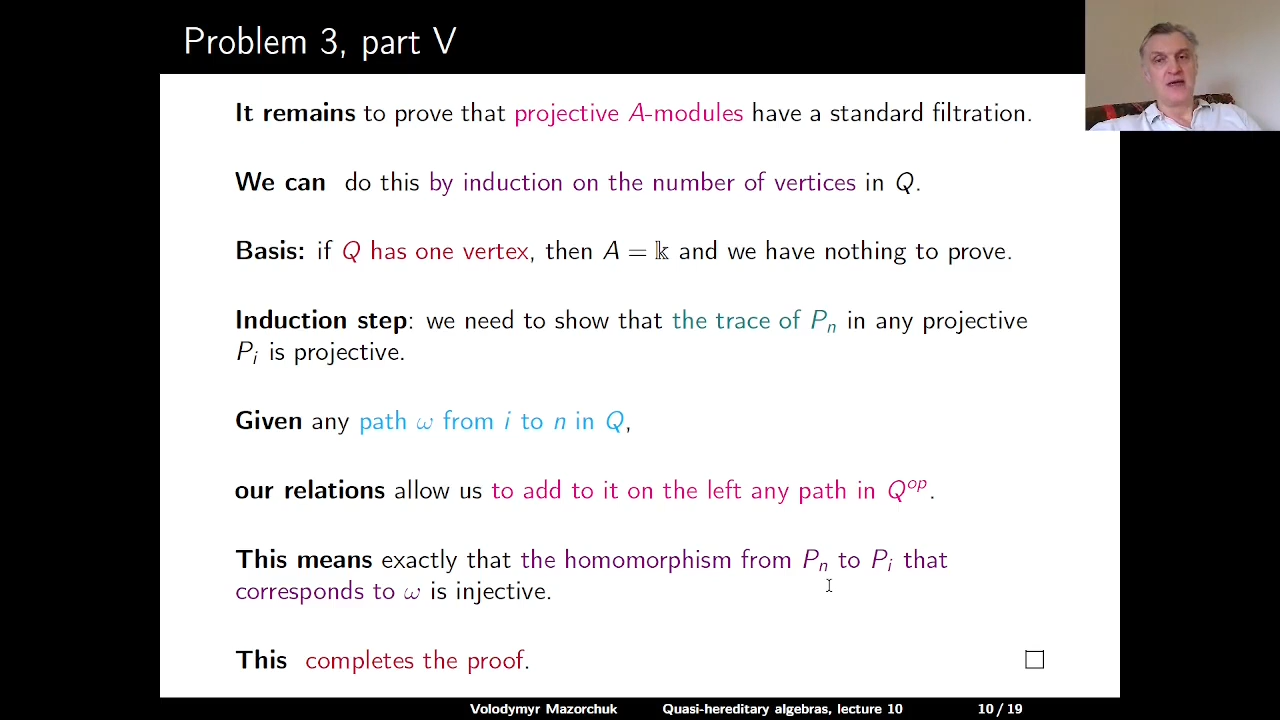 Problem 3, part V
It remains to prove that projective A-modules have a standard filtration.
We can do this by induction on the number of vertices in Q.
Basis: if Q has one vertex, then A = 𝕜 and we have nothing to prove.
Induction step: we need to show that the trace of Pₙ in any projective
Pᵢ is projective.
Given any path ω from i to n in Q,
our relations allow us to add to it on the left any path in Qᵒᵖ.
This means exactly that the homomorphism from Pₙ to Pᵢ that
corresponds to ω is injective.
This completes the proof. □
Volodymyr Mazorchuk Quasi-hereditary algebras, lecture 10 10 / 19